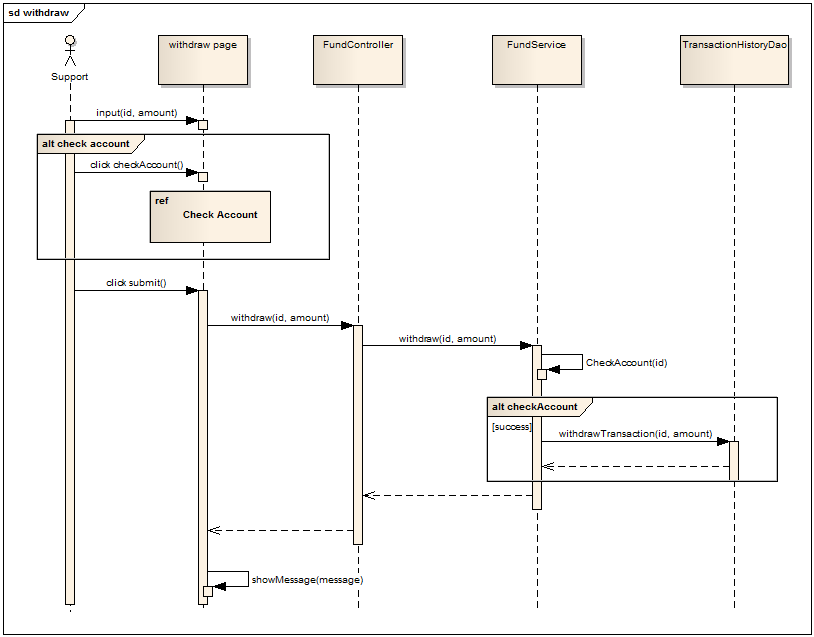 sd withdraw
Support
withdraw page
FundController
FundService
TransactionHistoryDao
input(id, amount)
alt check account
click checkAccount()
ref
Check Account
click submit()
withdraw(id, amount)
withdraw(id, amount)
CheckAccount(id)
alt checkAccount
[success]
withdrawTransaction(id, amount)
showMessage(message)